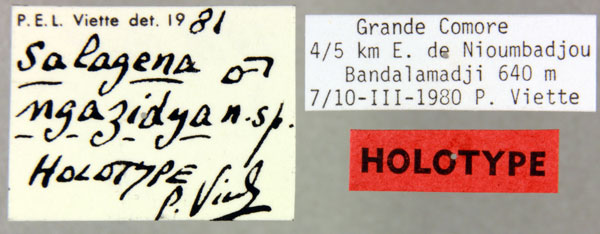 P.E.L. Viette det. 1981
Salagena ♂
ngazidya n.sp.
HOLOTYPE
P. Viette
Grande Comore
4/5 km E. de Nioumbadjou
Bandalamadji 640 m
7/10-III-1980 P. Viette
HOLOTYPE